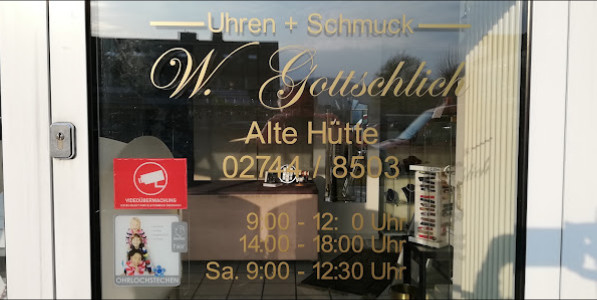 Uhren + Schmuck
W. Gottschlich
Alte Hütte
02744 / 8503
9.00 - 12: 0 Uhr
14.00 - 18:00 Uhr
Sa. 9:00 - 12:30 Uhr
VIDEOÜBERWACHUNG
OHRLOCHSTECHEN